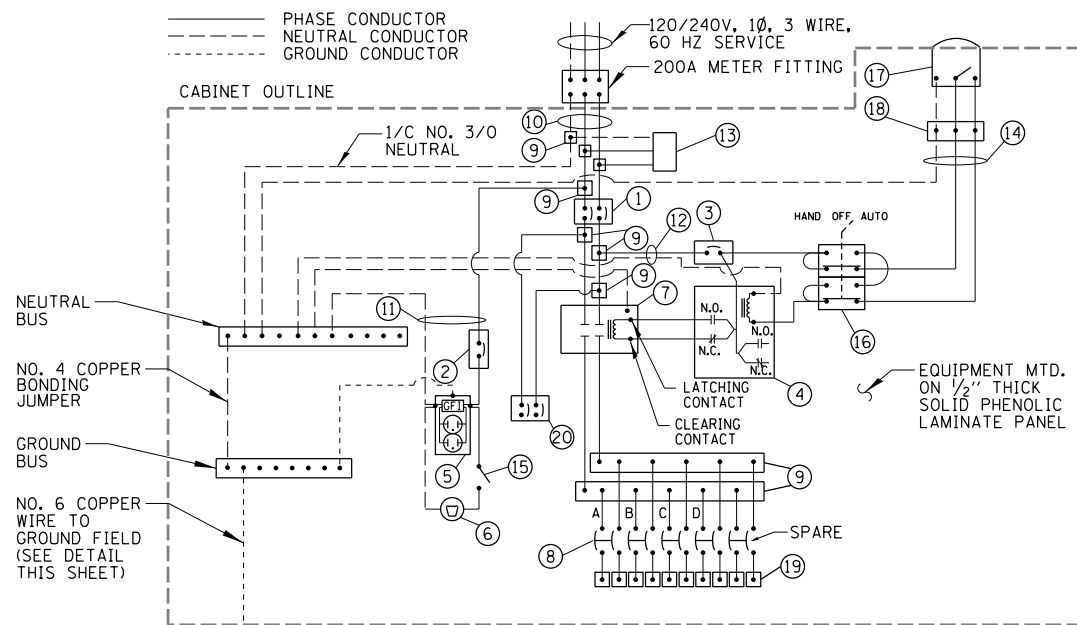 PHASE CONDUCTOR
NEUTRAL CONDUCTOR
GROUND CONDUCTOR
120/240V, 1Ø, 3 WIRE,
60 HZ SERVICE
200A METER FITTING
CABINET OUTLINE
17
18
14
10
1/C NO. 3/0
NEUTRAL
9
13
9
1
12
3
HAND OFF AUTO
9
9
7
NEUTRAL
BUS
11
N.O.
N.O.
N.C.
N.C.
16
2
NO. 4 COPPER
BONDING
JUMPER
LATCHING
CONTACT
4
EQUIPMENT MTD.
ON 1/2" THICK
SOLID PHENOLIC
LAMINATE PANEL
GFI
20
CLEARING
CONTACT
GROUND
BUS
5
15
9
9
NO. 6 COPPER
WIRE TO
GROUND FIELD
(SEE DETAIL
THIS SHEET)
6
A B C D
8
SPARE
19